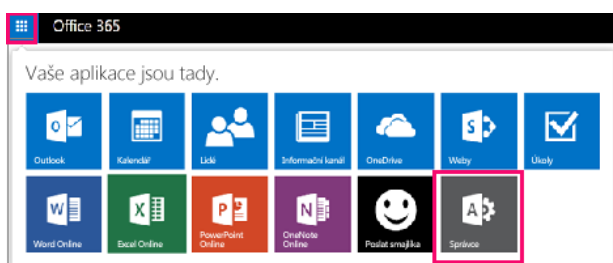 Office 365
Vaše aplikace jsou tady.
Outlook
Kalendář
Lidé
Informační kanál
OneDrive
Weby
Úkoly
Word Online
Excel Online
PowerPoint
Online
OneNote
Online
Poslat smajlíka
Správce